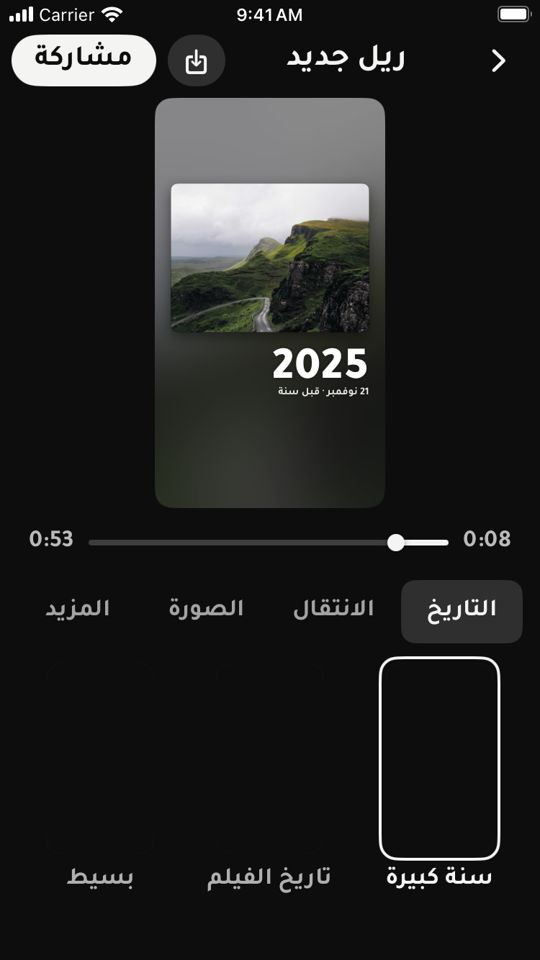 Carrier 9:41 AM
ريل جديد
مشاركة
2025
21 نوفمبر · قبل سنة
0:08 0:53
التاريخ الانتقال الصورة المزيد
سنة كبيرة تاريخ الفيلم بسيط